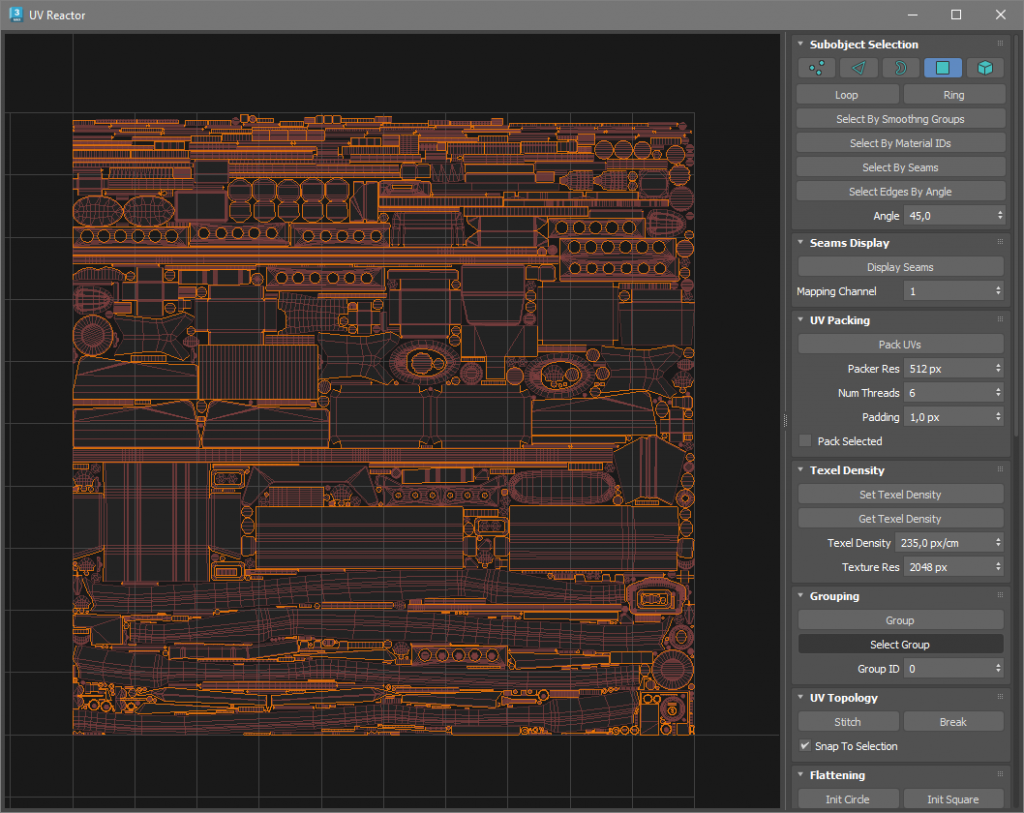 UV Reactor
Subobject Selection
Loop Ring
Select By Smoothng Groups
Select By Material IDs
Select By Seams
Select Edges By Angle
Angle 45,0
Seams Display
Display Seams
Mapping Channel 1
UV Packing
Pack UVs
Packer Res 512 px
Num Threads 6
Padding 1,0 px
Pack Selected
Texel Density
Set Texel Density
Get Texel Density
Texel Density 235,0 px/cm
Texture Res 2048 px
Grouping
Group
Select Group
Group ID 0
UV Topology
Stitch Break
Snap To Selection
Flattening
Init Circle Init Square